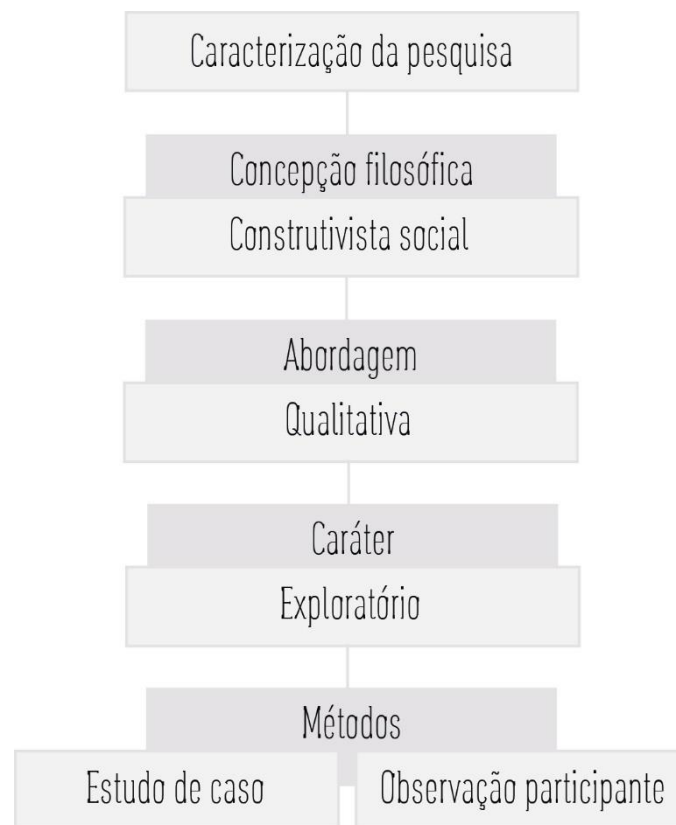 Caracterização da pesquisa
Concepção filosófica
Construtivista social
Abordagem
Qualitativa
Caráter
Exploratório
Métodos
Estudo de caso
Observação participante